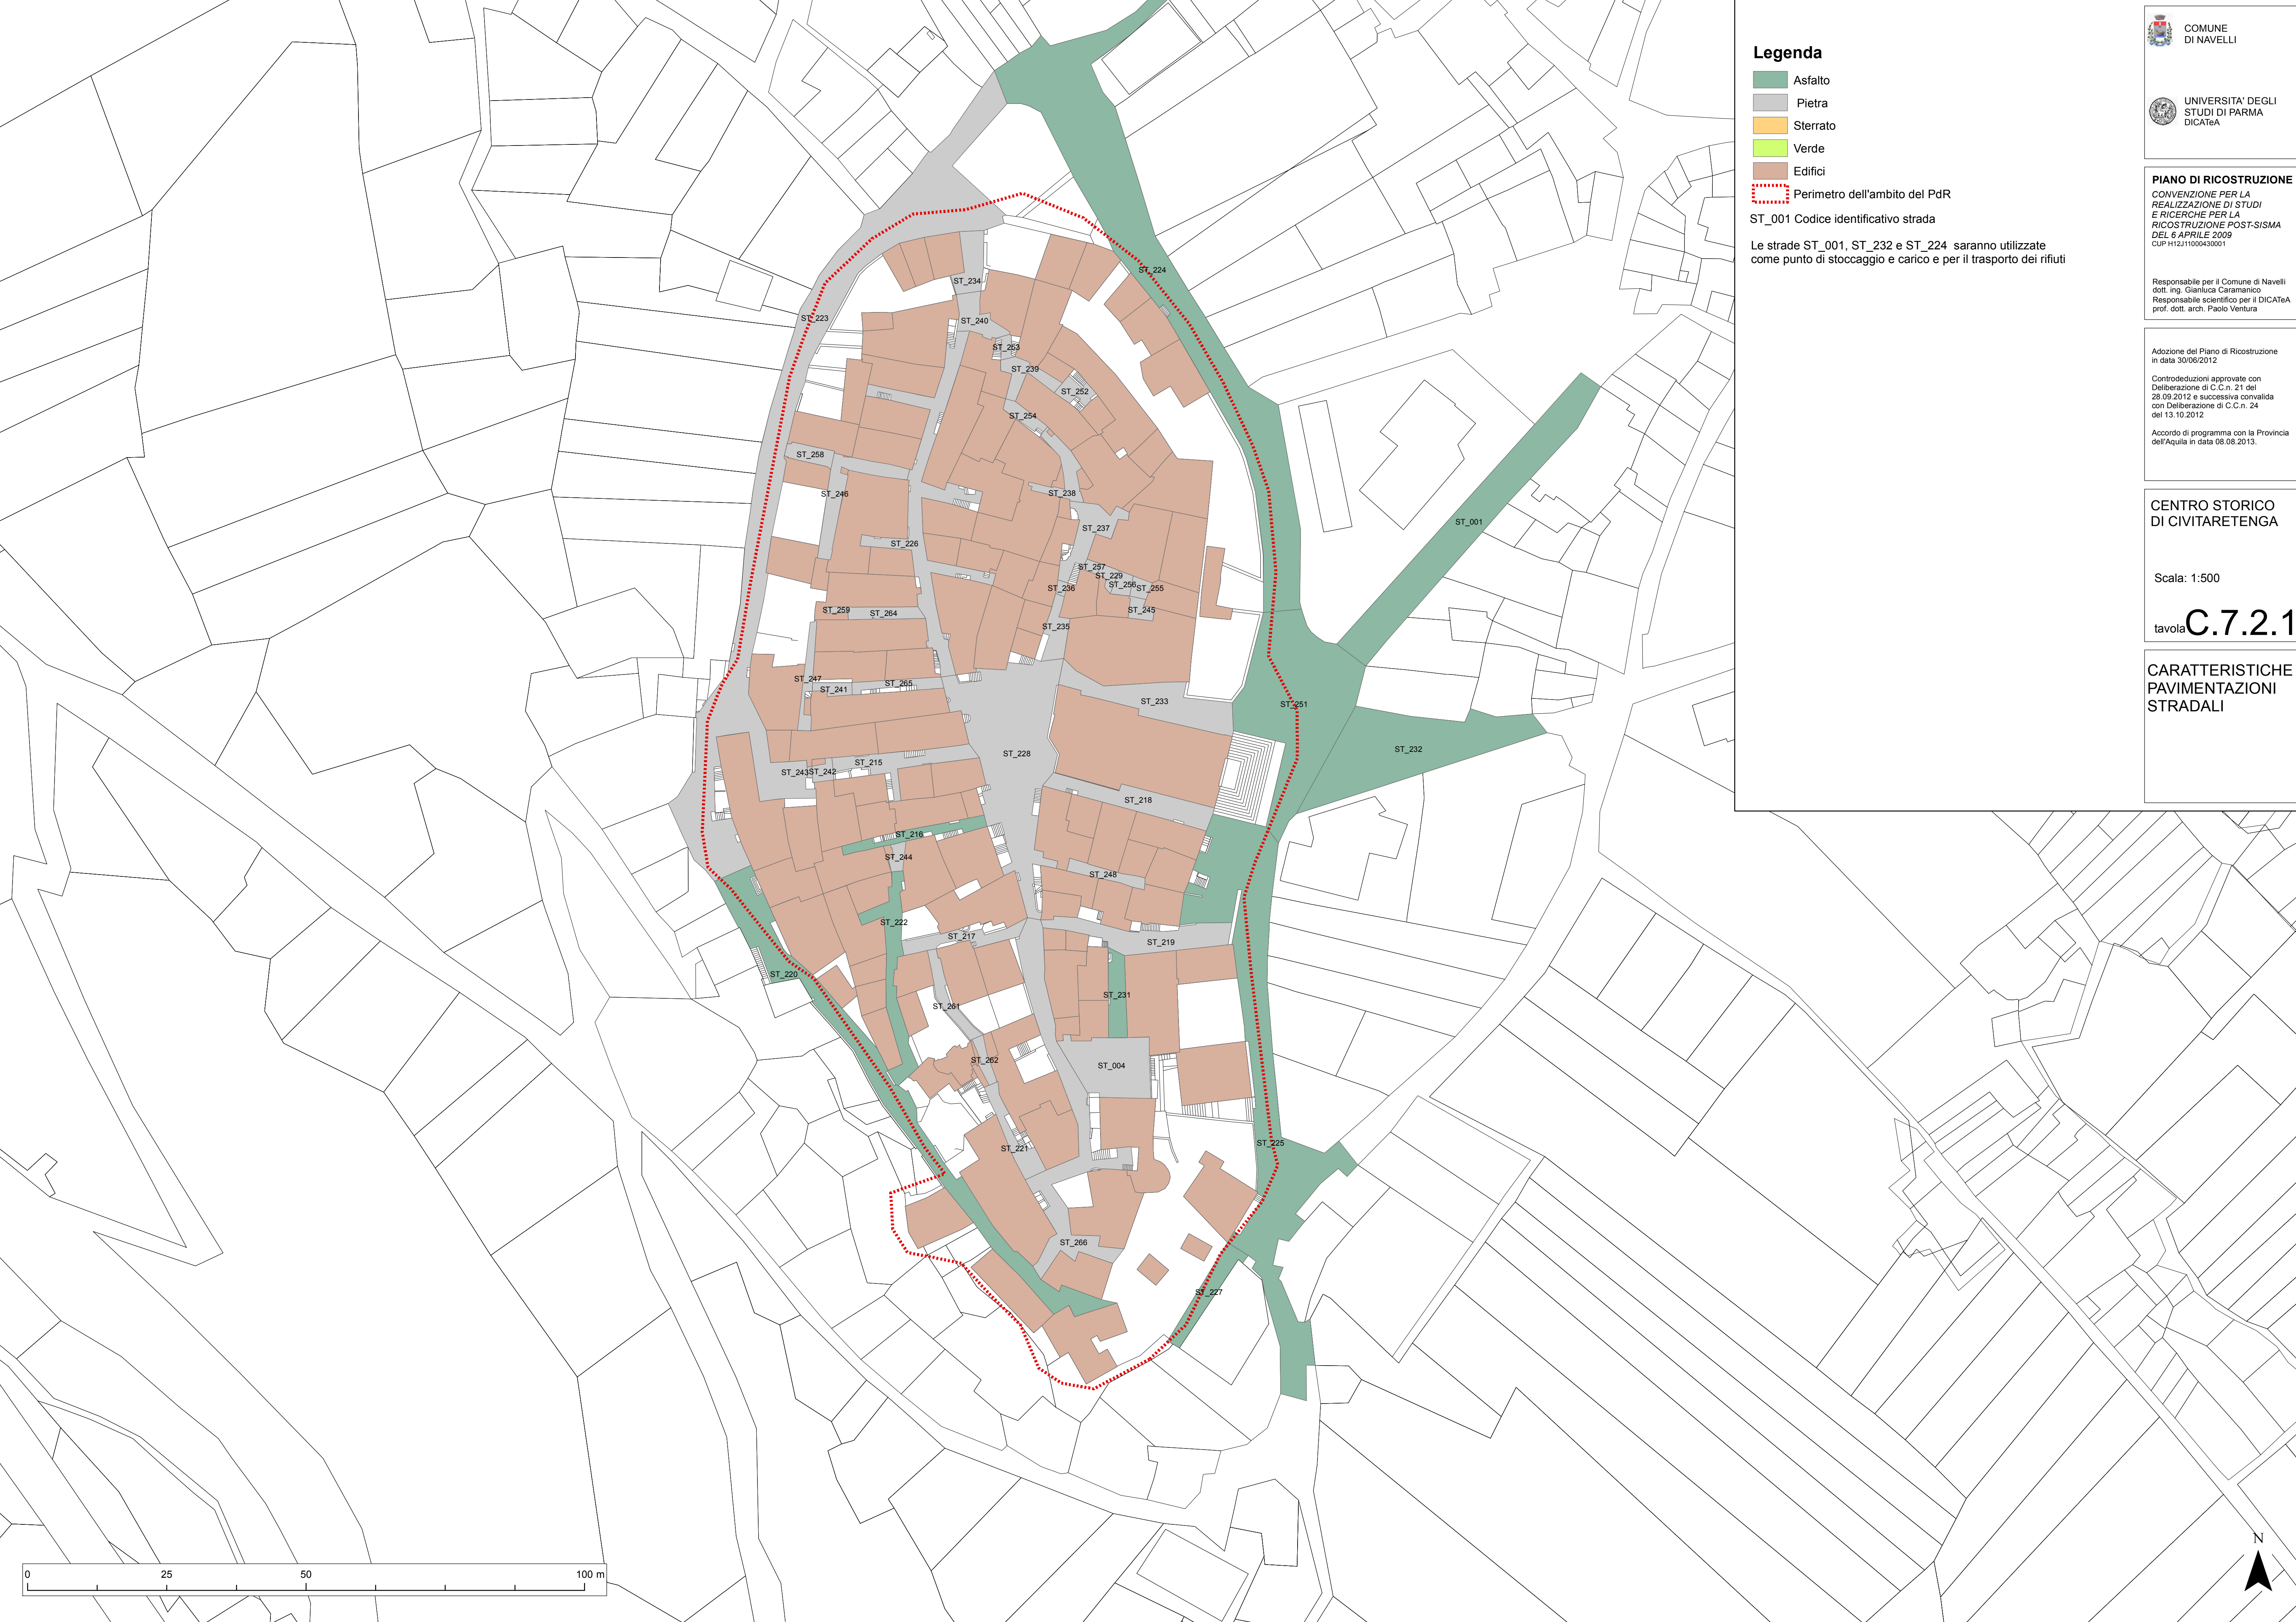 Legenda
Asfalto
Pietra
Sterrato
Verde
Edifici
Perimetro dell'ambito del PdR
ST_001 Codice identificativo strada
Le strade ST_001, ST_232 e ST_224 saranno utilizzate
come punto di stoccaggio e carico e per il trasporto dei rifiuti
COMUNE
DI NAVELLI
UNIVERSITA' DEGLI
STUDI DI PARMA
DICATeA
PIANO DI RICOSTRUZIONE
CONVENZIONE PER LA
REALIZZAZIONE DI STUDI
E RICERCHE PER LA
RICOSTRUZIONE POST-SISMA
DEL 6 APRILE 2009
CUP H12J11000430001
Responsabile per il Comune di Navelli
dott. ing. Gianluca Caramanico
Responsabile scientifico per il DICATeA
prof. dott. arch. Paolo Ventura
Adozione del Piano di Ricostruzione
in data 30/06/2012
Controdeduzioni approvate con
Deliberazione di C.C.n. 21 del
28.09.2012 e successiva convalida
con Deliberazione di C.C.n. 24
del 13.10.2012
Accordo di programma con la Provincia
dell'Aquila in data 08.08.2013.
CENTRO STORICO
DI CIVITARETENGA
Scala: 1:500
tavola C.7.2.1
CARATTERISTICHE
PAVIMENTAZIONI
STRADALI
ST_224
ST_234
ST_223
ST_240
ST_253
ST_239
ST_252
ST_254
ST_258
ST_246
ST_238
ST_001
ST_237
ST_226
ST_257
ST_229
ST_256
ST_255
ST_236
ST_245
ST_259
ST_264
ST_235
ST_247
ST_241
ST_265
ST_233
ST_251
ST_232
ST_228
ST_215
ST_243
ST_242
ST_218
ST_216
ST_244
ST_248
ST_222
ST_217
ST_219
ST_220
ST_231
ST_261
ST_262
ST_004
ST_225
ST_221
ST_266
ST_227
0
25
50
100 m
N